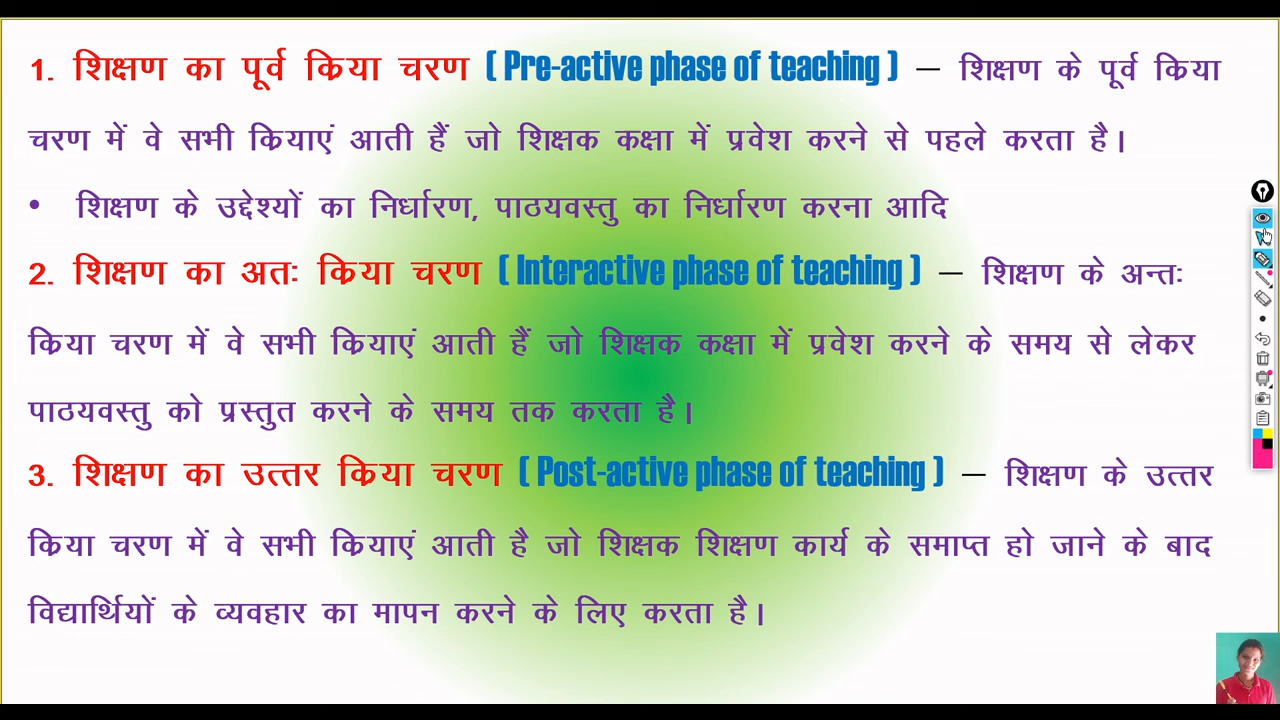 1. शिक्षण का पूर्व क्रिया चरण ( Pre-active phase of teaching ) – शिक्षण के पूर्व क्रिया
चरण में वे सभी क्रियाएं आती हैं जो शिक्षक कक्षा में प्रवेश करने से पहले करता है।
• शिक्षण के उद्देश्यों का निर्धारण, पाठयवस्तु का निर्धारण करना आदि
2. शिक्षण का अतः क्रिया चरण ( Interactive phase of teaching ) – शिक्षण के अन्तः
क्रिया चरण में वे सभी क्रियाएं आती हैं जो शिक्षक कक्षा में प्रवेश करने के समय से लेकर
पाठयवस्तु को प्रस्तुत करने के समय तक करता है।
3. शिक्षण का उत्तर क्रिया चरण ( Post-active phase of teaching ) – शिक्षण के उत्तर
क्रिया चरण में वे सभी क्रियाएं आती है जो शिक्षक शिक्षण कार्य के समाप्त हो जाने के बाद
विद्यार्थियों के व्यवहार का मापन करने के लिए करता है।